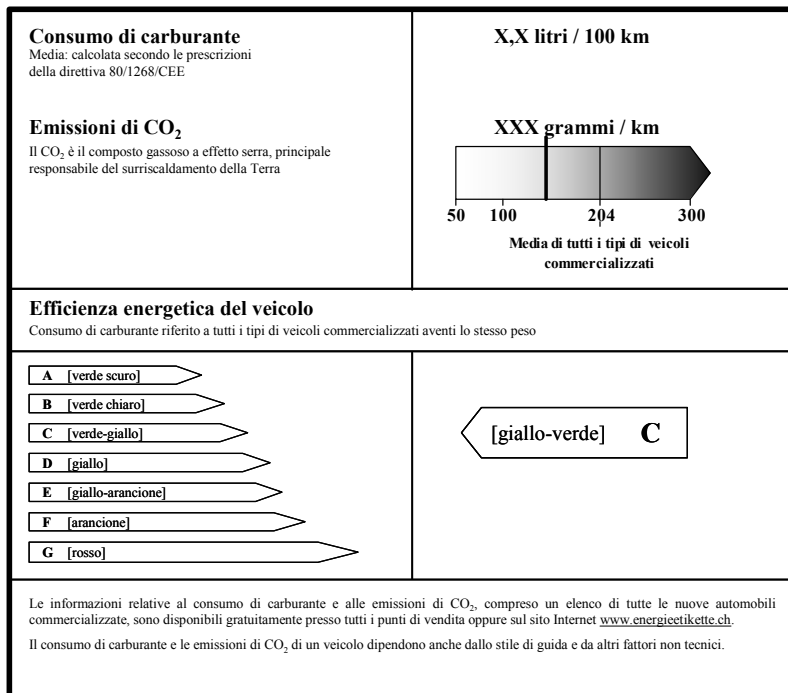 Consumo di carburante
Media: calcolata secondo le prescrizioni
della direttiva 80/1268/CEE
X,X litri / 100 km
Emissioni di CO₂
Il CO₂ è il composto gassoso a effetto serra, principale
responsabile del surriscaldamento della Terra
XXX grammi / km
50 100 204 300
Media di tutti i tipi di veicoli
commercializzati
Efficienza energetica del veicolo
Consumo di carburante riferito a tutti i tipi di veicoli commercializzati aventi lo stesso peso
A [verde scuro]
B [verde chiaro]
C [verde-giallo]
D [giallo]
E [giallo-arancione]
F [arancione]
G [rosso]
[giallo-verde] C
Le informazioni relative al consumo di carburante e alle emissioni di CO₂, compreso un elenco di tutte le nuove automobili
commercializzate, sono disponibili gratuitamente presso tutti i punti di vendita oppure sul sito Internet www.energieetikette.ch.
Il consumo di carburante e le emissioni di CO₂ di un veicolo dipendono anche dallo stile di guida e da altri fattori non tecnici.